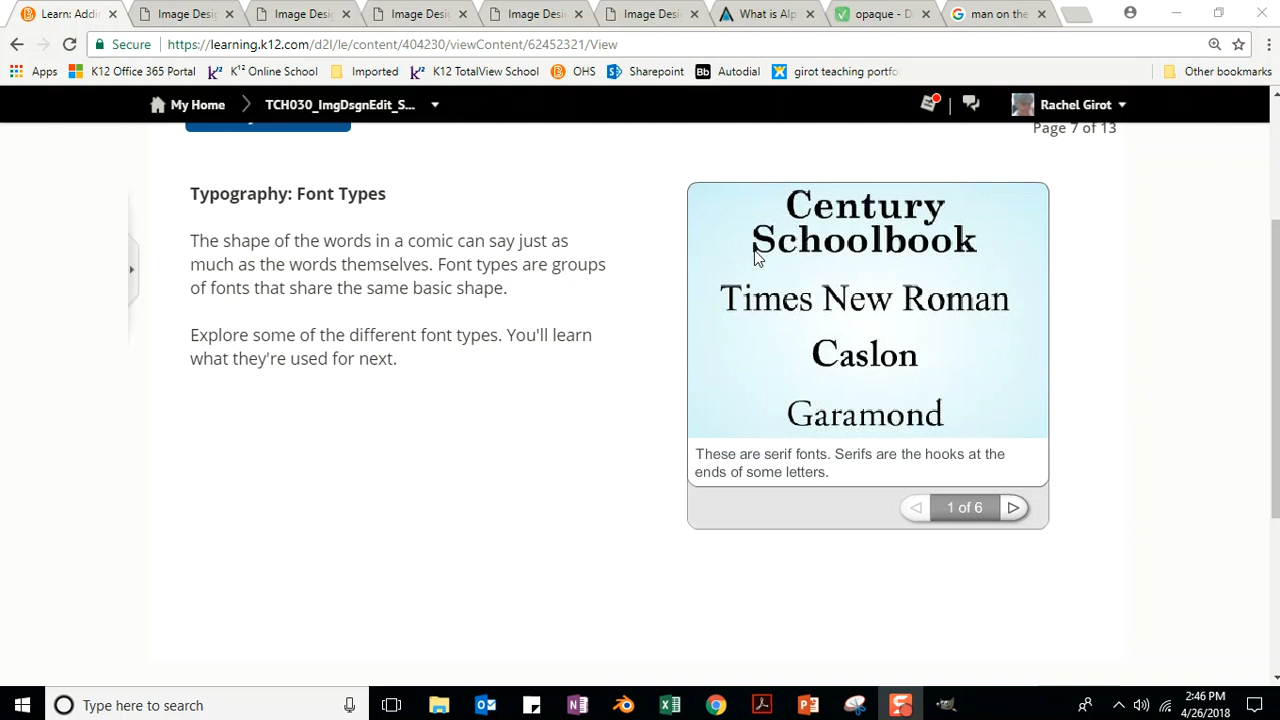 Learn: Addi
Image Desi
Image Desi
Image Desi
Image Desi
Image Desi
What is Alp
opaque - D
man on the
Secure
https://learning.k12.com/d2l/le/content/404230/viewContent/62452321/View
Apps
K12 Office 365 Portal
K¹² Online School
Imported
K12 TotalView School
OHS
Sharepoint
Bb Autodial
girot teaching portfo
Other bookmarks
My Home
TCH030_ImgDsgnEdit_S...
Rachel Girot
Page 7 of 13
Typography: Font Types
The shape of the words in a comic can say just as
much as the words themselves. Font types are groups
of fonts that share the same basic shape.
Explore some of the different font types. You'll learn
what they're used for next.
Century
Schoolbook
Times New Roman
Caslon
Garamond
These are serif fonts. Serifs are the hooks at the
ends of some letters.
1 of 6
Type here to search
2:46 PM
4/26/2018